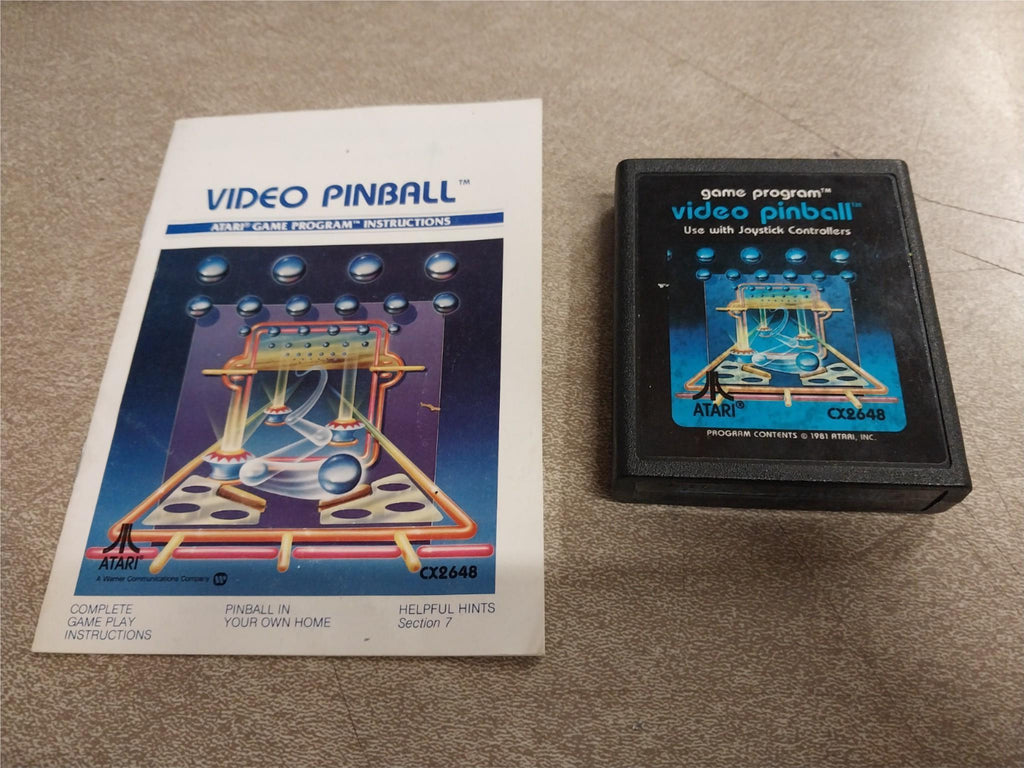 VIDEO PINBALL™
ATARI® GAME PROGRAM™ INSTRUCTIONS
ATARI®
A Warner Communications Company
CX2648
COMPLETE
GAME PLAY
INSTRUCTIONS
PINBALL IN
YOUR OWN HOME
HELPFUL HINTS
Section 7
game program™
video pinball™
Use with Joystick Controllers
ATARI®
CX2648
PROGRAM CONTENTS © 1981 ATARI, INC.